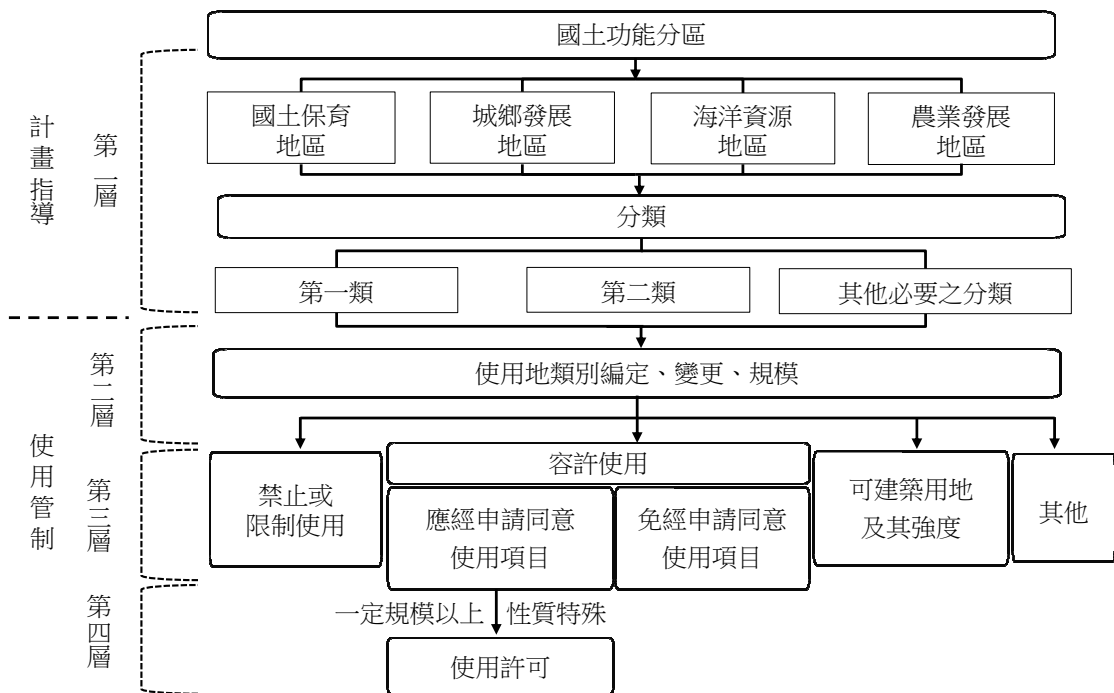 國土功能分區
國土保育
地區
城鄉發展
地區
海洋資源
地區
農業發展
地區
分類
第一類
第二類
其他必要之分類
使用地類別編定、變更、規模
禁止或
限制使用
容許使用
應經申請同意
使用項目
免經申請同意
使用項目
可建築用地
及其強度
其他
一定規模以上
性質特殊
使用許可
計畫指導
第一層
使用管制
第二層
第三層
第四層